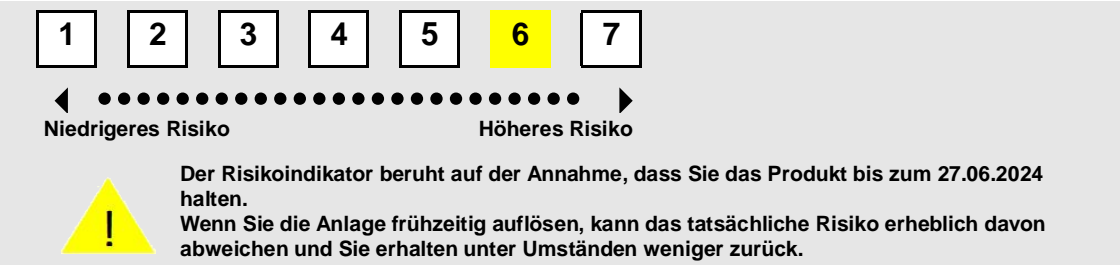 1 2 3 4 5 6 7
Niedrigeres Risiko Höheres Risiko
Der Risikoindikator beruht auf der Annahme, dass Sie das Produkt bis zum 27.06.2024
halten.
Wenn Sie die Anlage frühzeitig auflösen, kann das tatsächliche Risiko erheblich davon
abweichen und Sie erhalten unter Umständen weniger zurück.
!